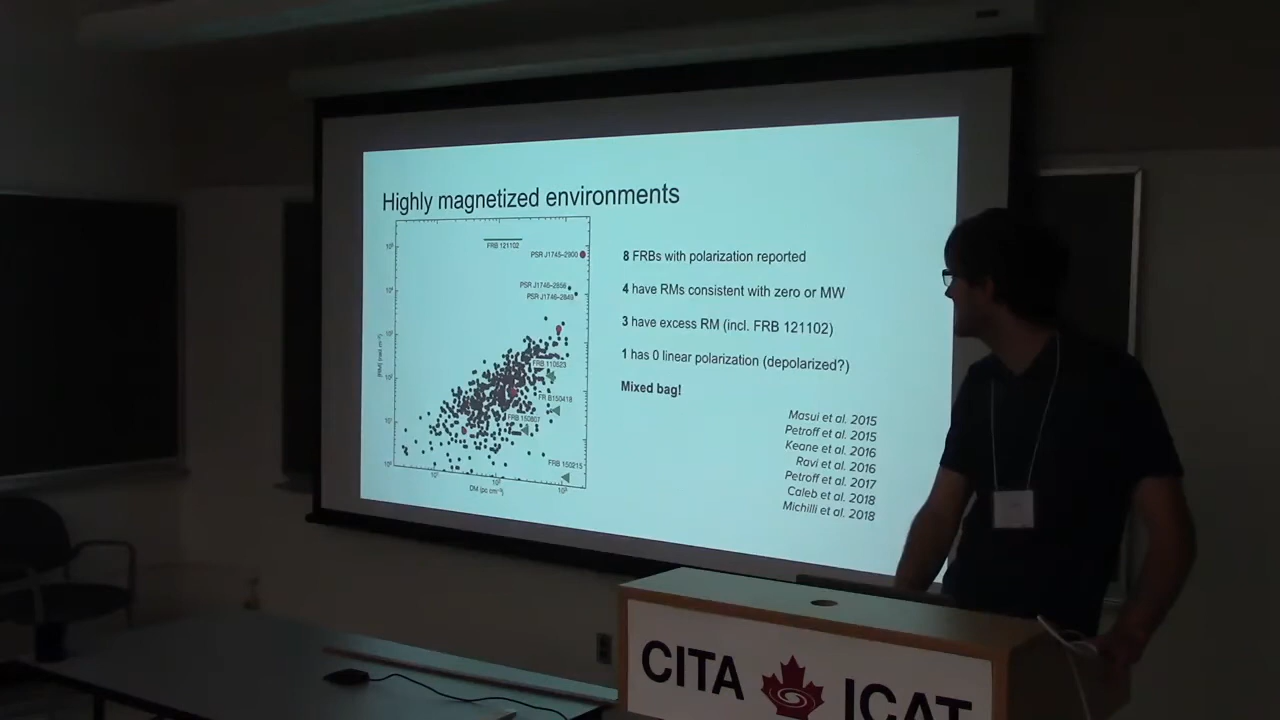 Highly magnetized environments
FRB 121102
PSR J1745-2900
PSR J1746-2856
PSR J1746-2849
FRB 110523
FRB 150418
FRB 150807
FRB 150215
DM (pc cm⁻³)
8 FRBs with polarization reported
4 have RMs consistent with zero or MW
3 have excess RM (incl. FRB 121102)
1 has 0 linear polarization (depolarized?)
Mixed bag!
Masui et al. 2015
Petroff et al. 2015
Keane et al. 2016
Ravi et al. 2016
Petroff et al. 2017
Caleb et al. 2018
Michilli et al. 2018
CITA ICAT